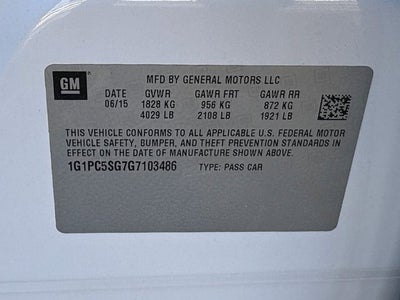 GM MFD BY GENERAL MOTORS LLC
DATE GVWR GAWR FRT GAWR RR
06/15 1828 KG 956 KG 872 KG
4029 LB 2108 LB 1921 LB
THIS VEHICLE CONFORMS TO ALL APPLICABLE U.S. FEDERAL MOTOR
VEHICLE SAFETY, BUMPER, AND THEFT PREVENTION STANDARDS IN
EFFECT ON THE DATE OF MANUFACTURE SHOWN ABOVE.
1G1PC5SG7G7103486 TYPE: PASS CAR